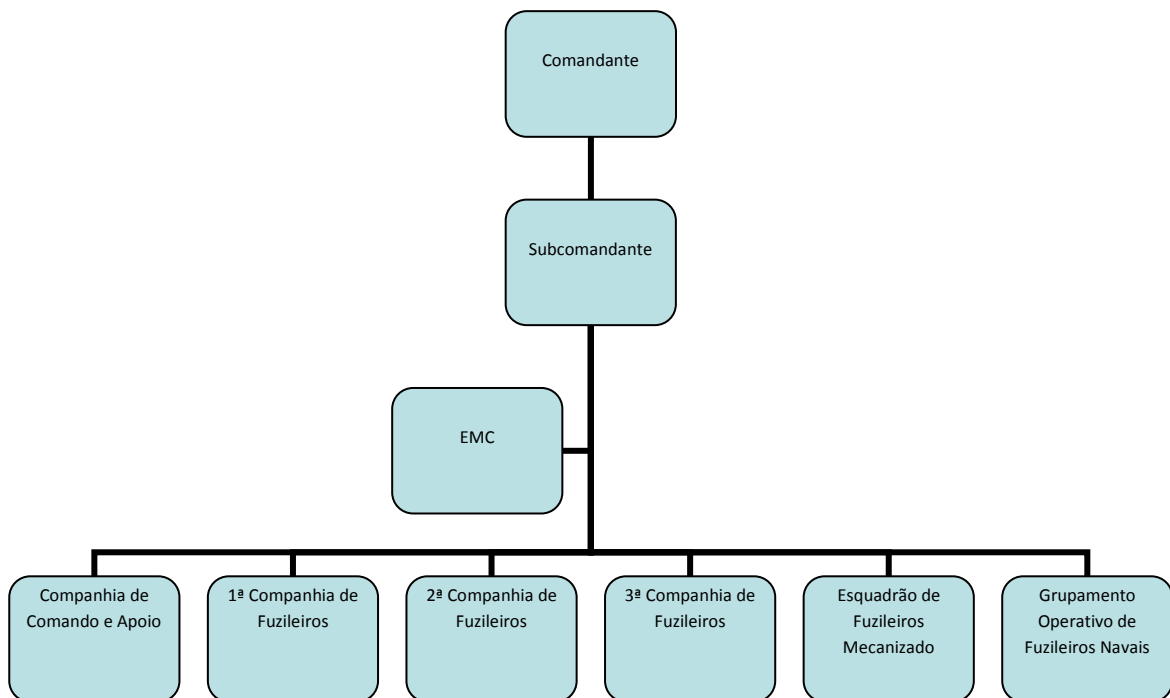 Comandante
Subcomandante
EMC
Companhia de
Comando e Apoio
1ª Companhia de
Fuzileiros
2ª Companhia de
Fuzileiros
3ª Companhia de
Fuzileiros
Esquadrão de
Fuzileiros
Mecanizado
Grupamento
Operativo de
Fuzileiros Navais